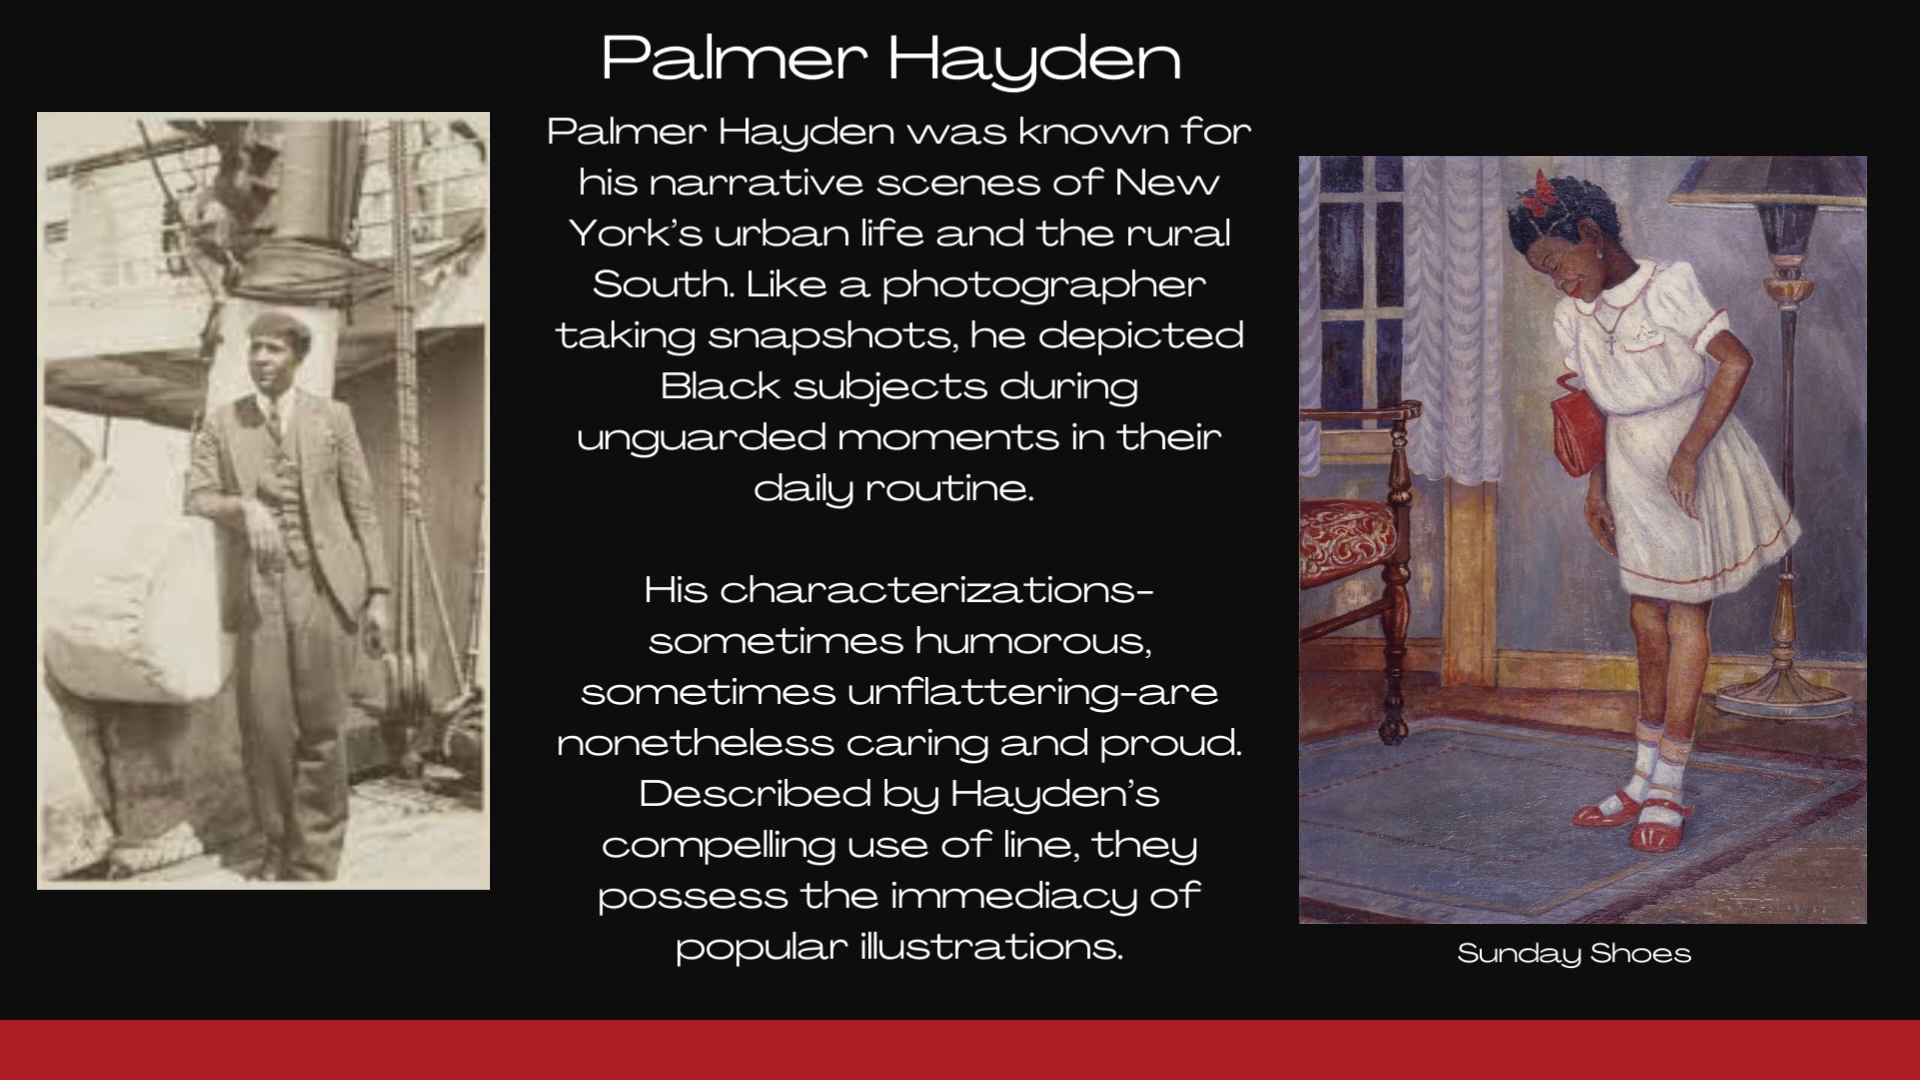 Palmer Hayden
Palmer Hayden was known for
his narrative scenes of New
York’s urban life and the rural
South. Like a photographer
taking snapshots, he depicted
Black subjects during
unguarded moments in their
daily routine.
His characterizations-
sometimes humorous,
sometimes unflattering-are
nonetheless caring and proud.
Described by Hayden’s
compelling use of line, they
possess the immediacy of
popular illustrations.
Sunday Shoes